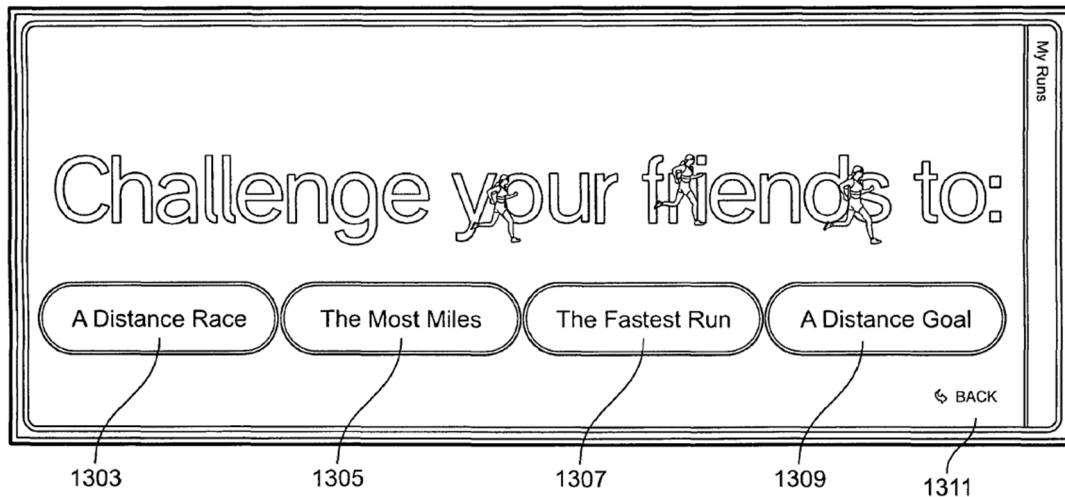 My Runs
Challenge your friends to:
A Distance Race
The Most Miles
The Fastest Run
A Distance Goal
BACK
1303
1305
1307
1309
1311